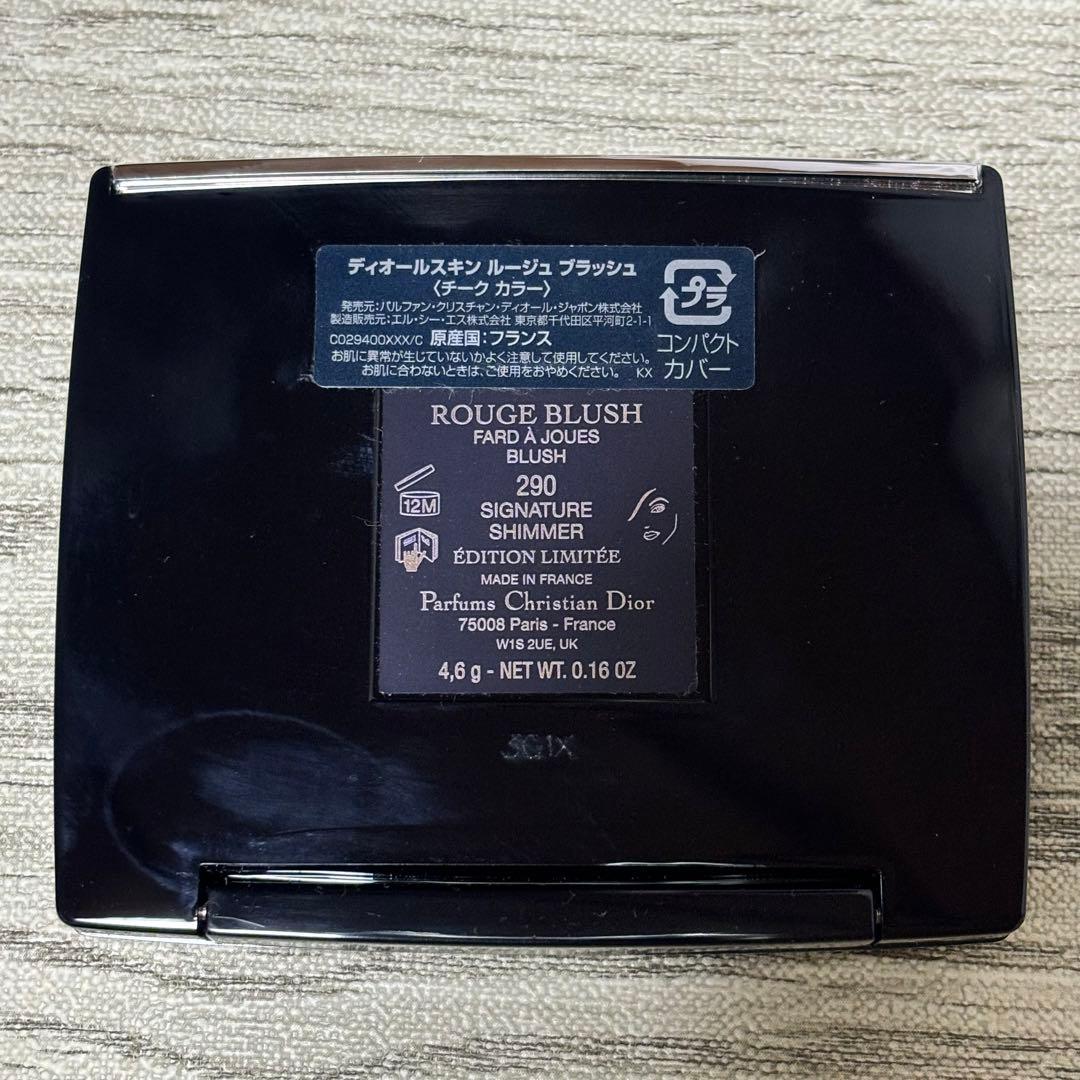 ディオールスキン ルージュ ブラッシュ
〈チーク カラー〉
発売元:パルファン・クリスチャン・ディオール・ジャポン株式会社
製造販売元:エル・シー・エス株式会社 東京都千代田区平河町2-1-1
C029400XXX/C 原産国:フランス
お肌に異常が生じていないかよく注意して使用してください。
お肌に合わないときは、ご使用をおやめください。 KX
プラ
コンパクト
カバー
ROUGE BLUSH
FARD À JOUES
BLUSH
290
SIGNATURE
SHIMMER
12M
ÉDITION LIMITÉE
MADE IN FRANCE
Parfums Christian Dior
75008 Paris - France
W1S 2UE, UK
4,6 g - NET WT. 0.16 OZ